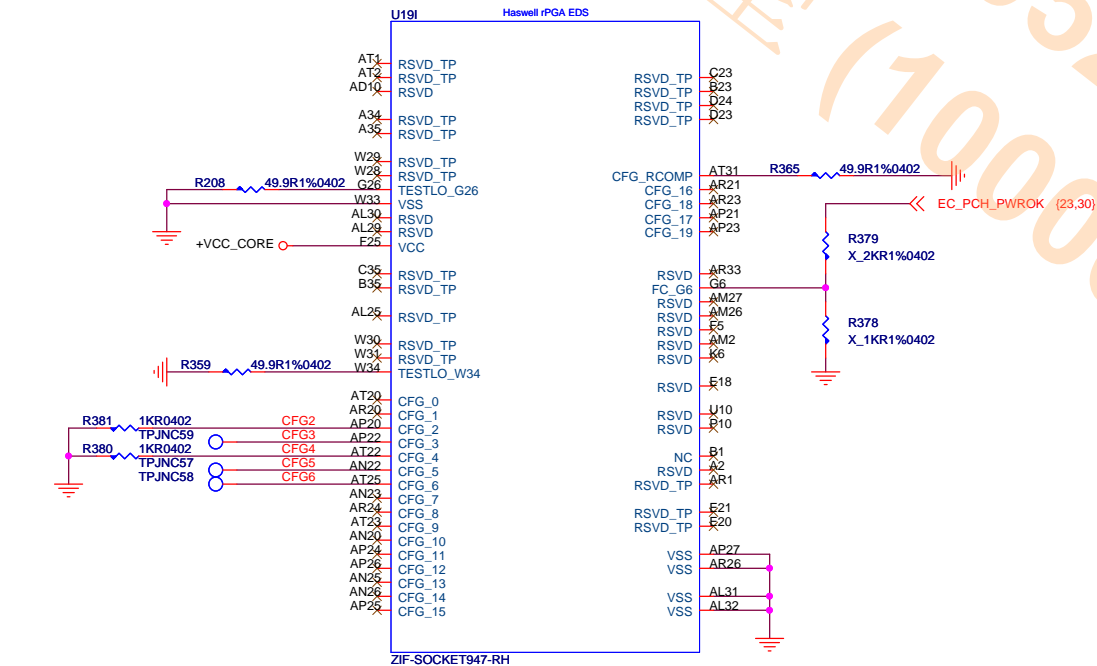 U19I
Haswell rPGA EDS
AT1 RSVD_TP
AT2 RSVD_TP
AD10 RSVD
A34 RSVD_TP
A35 RSVD_TP
W29 RSVD_TP
W28 RSVD_TP
R208 49.9R1%0402 G26 TESTLO_G26
W33 VSS
AL30 RSVD
AL29 RSVD
+VCC_CORE F25 VCC
C35 RSVD_TP
B35 RSVD_TP
AL25 RSVD_TP
W30 RSVD_TP
W31 RSVD_TP
R359 49.9R1%0402 W34 TESTLO_W34
AT20 CFG_0
AR20 CFG_1
R381 1KR0402 CFG2 AP20 CFG_2
TPJNC59 CFG3 AP22 CFG_3
R380 1KR0402 CFG4 AT22 CFG_4
TPJNC57 CFG5 AN22 CFG_5
TPJNC58 CFG6 AT25 CFG_6
AN23 CFG_7
AR24 CFG_8
AT23 CFG_9
AN20 CFG_10
AP24 CFG_11
AP26 CFG_12
AN25 CFG_13
AN26 CFG_14
AP25 CFG_15
RSVD_TP C23
RSVD_TP B23
RSVD_TP D24
RSVD_TP D23
CFG_RCOMP AT31 R365 49.9R1%0402
CFG_16 AR21
CFG_18 AR23
CFG_17 AP21
CFG_19 AP23
EC_PCH_PWROK {23,30}
R379
X_2KR1%0402
RSVD AR33
FC_G6 G6
RSVD AM27
RSVD AM26
RSVD F5
RSVD AM2
RSVD K6
R378
X_1KR1%0402
RSVD E18
RSVD U10
RSVD P10
NC B1
RSVD A2
RSVD_TP AR1
RSVD_TP E21
RSVD_TP E20
VSS AP27
VSS AR26
VSS AL31
VSS AL32
ZIF-SOCKET947-RH